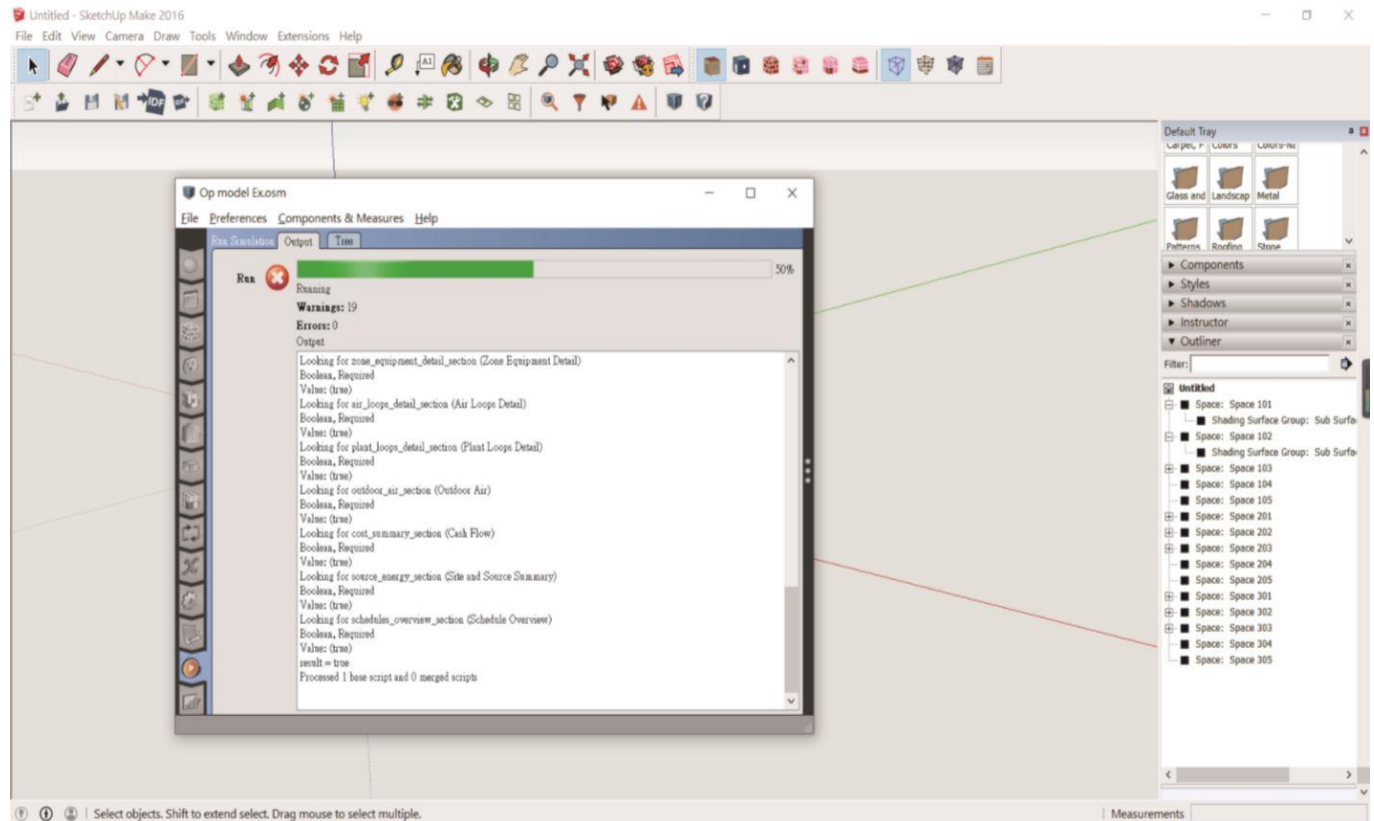 Untitled - SketchUp Make 2016
File Edit View Camera Draw Tools Window Extensions Help
A1
IDF
Op model Ex.osm
File Preferences Components & Measures Help
Run Simulation Output Tree
Run
50%
Running
Warnings: 19
Errors: 0
Output
Looking for zone_equipment_detail_section (Zone Equipment Detail)
Boolean, Required
Value: (true)
Looking for air_loops_detail_section (Air Loops Detail)
Boolean, Required
Value: (true)
Looking for plant_loops_detail_section (Plant Loops Detail)
Boolean, Required
Value: (true)
Looking for outdoor_air_section (Outdoor Air)
Boolean, Required
Value: (true)
Looking for cost_summary_section (Cash Flow)
Boolean, Required
Value: (true)
Looking for source_energy_section (Site and Source Summary)
Boolean, Required
Value: (true)
Looking for schedules_overview_section (Schedule Overview)
Boolean, Required
Value: (true)
result = true
Processed 1 base script and 0 merged scripts
Default Tray
Carpet, F Colors Colors-Na
Glass and Landscap Metal
Patterns Roofing Stone
Components
Styles
Shadows
Instructor
Outliner
Filter:
Untitled
Space: Space 101
Shading Surface Group: Sub Surfa
Space: Space 102
Shading Surface Group: Sub Surfa
Space: Space 103
Space: Space 104
Space: Space 105
Space: Space 201
Space: Space 202
Space: Space 203
Space: Space 204
Space: Space 205
Space: Space 301
Space: Space 302
Space: Space 303
Space: Space 304
Space: Space 305
Select objects. Shift to extend select. Drag mouse to select multiple.
Measurements